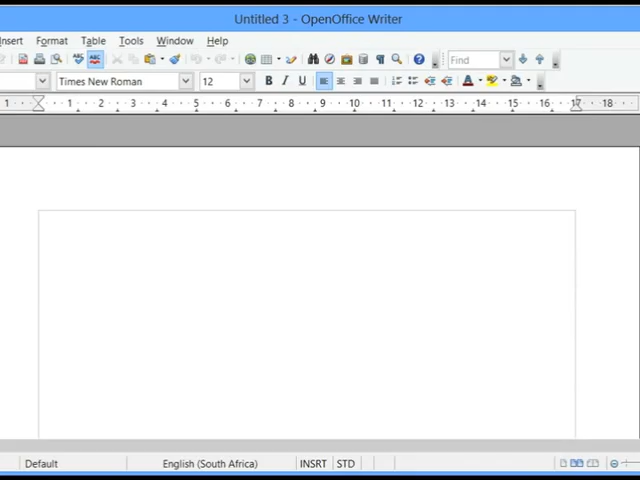 Untitled 3 - OpenOffice Writer
Insert Format Table Tools Window Help
Find
Times New Roman 12 B I U
1 1 2 3 4 5 6 7 8 9 10 11 12 13 14 15 16 17 18
Default English (South Africa) INSRT STD